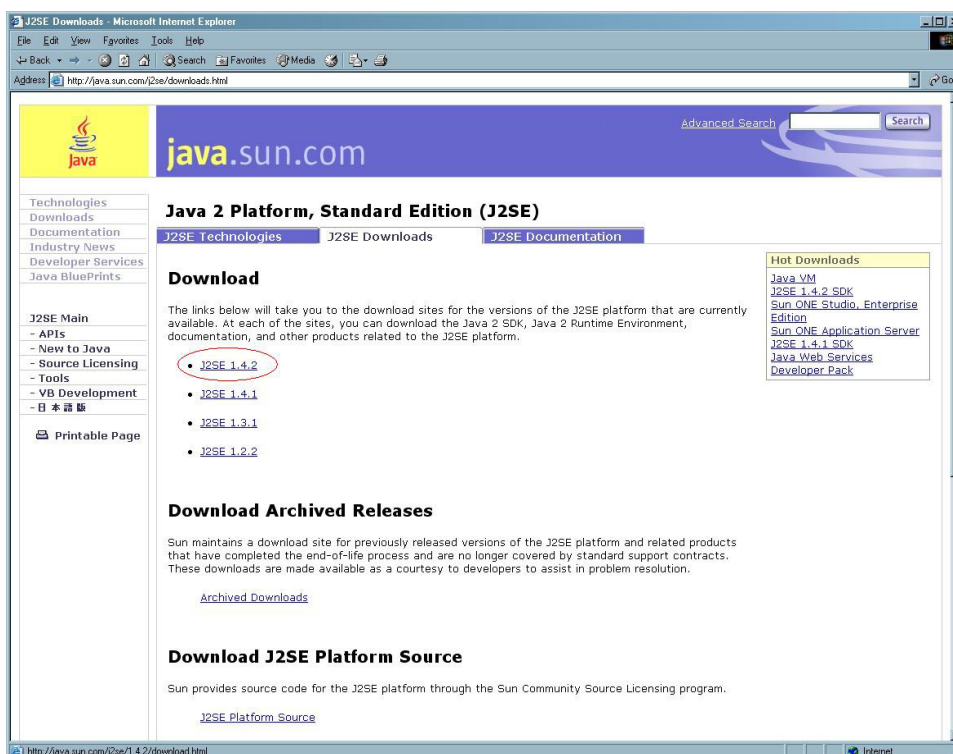 J2SE Downloads - Microsoft Internet Explorer
File Edit View Favorites Tools Help
Back Search Favorites Media
Address http://java.sun.com/j2se/downloads.html Go
Java
java.sun.com
Advanced Search Search
Technologies
Downloads
Documentation
Industry News
Developer Services
Java BluePrints
J2SE Main
- APIs
- New to Java
- Source Licensing
- Tools
- VB Development
- 日本語版
Printable Page
Java 2 Platform, Standard Edition (J2SE)
J2SE Technologies J2SE Downloads J2SE Documentation
Download
The links below will take you to the download sites for the versions of the J2SE platform that are currently
available. At each of the sites, you can download the Java 2 SDK, Java 2 Runtime Environment,
documentation, and other products related to the J2SE platform.
• J2SE 1.4.2
• J2SE 1.4.1
• J2SE 1.3.1
• J2SE 1.2.2
Download Archived Releases
Sun maintains a download site for previously released versions of the J2SE platform and related products
that have completed the end-of-life process and are no longer covered by standard support contracts.
These downloads are made available as a courtesy to developers to assist in problem resolution.
Archived Downloads
Download J2SE Platform Source
Sun provides source code for the J2SE platform through the Sun Community Source Licensing program.
J2SE Platform Source
Hot Downloads
Java VM
J2SE 1.4.2 SDK
Sun ONE Studio, Enterprise
Edition
Sun ONE Application Server
J2SE 1.4.1 SDK
Java Web Services
Developer Pack
http://java.sun.com/j2se/1.4.2/download.html Internet